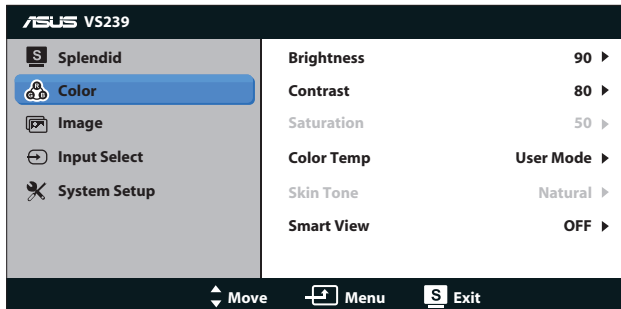 ASUS VS239
S Splendid
R G B Color
Image
Input Select
System Setup
Brightness 90
Contrast 80
Saturation 50
Color Temp User Mode
Skin Tone Natural
Smart View OFF
Move Menu S Exit